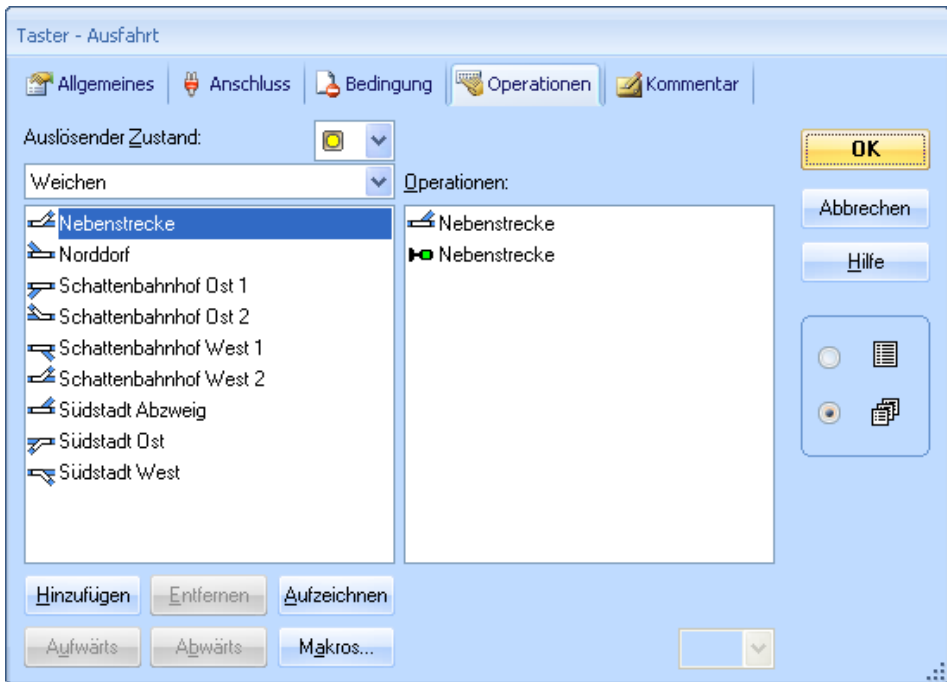 Taster - Ausfahrt
Allgemeines Anschluss Bedingung Operationen Kommentar
Auslösender Zustand:
Weichen
Operationen:
Nebenstrecke
Norddorf
Schattenbahnhof Ost 1
Schattenbahnhof Ost 2
Schattenbahnhof West 1
Schattenbahnhof West 2
Südstadt Abzweig
Südstadt Ost
Südstadt West
Nebenstrecke
Nebenstrecke
OK
Abbrechen
Hilfe
Hinzufügen Entfernen Aufzeichnen
Aufwärts Abwärts Makros...